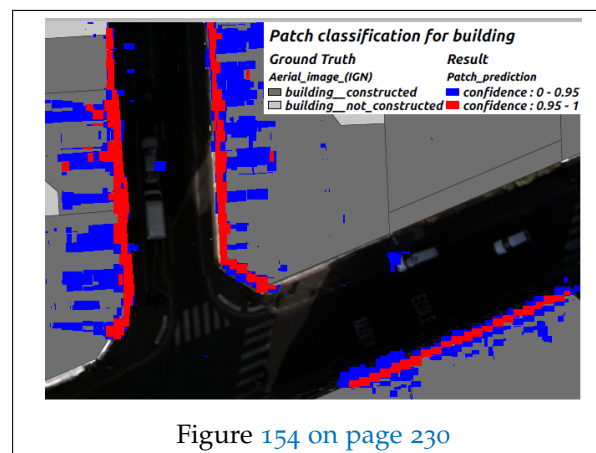 Patch classification for building
Ground Truth Result
Aerial_image_(IGN) Patch_prediction
building__constructed confidence : 0 - 0.95
building__not_constructed confidence : 0.95 - 1
ECOLE
Figure 154 on page 230